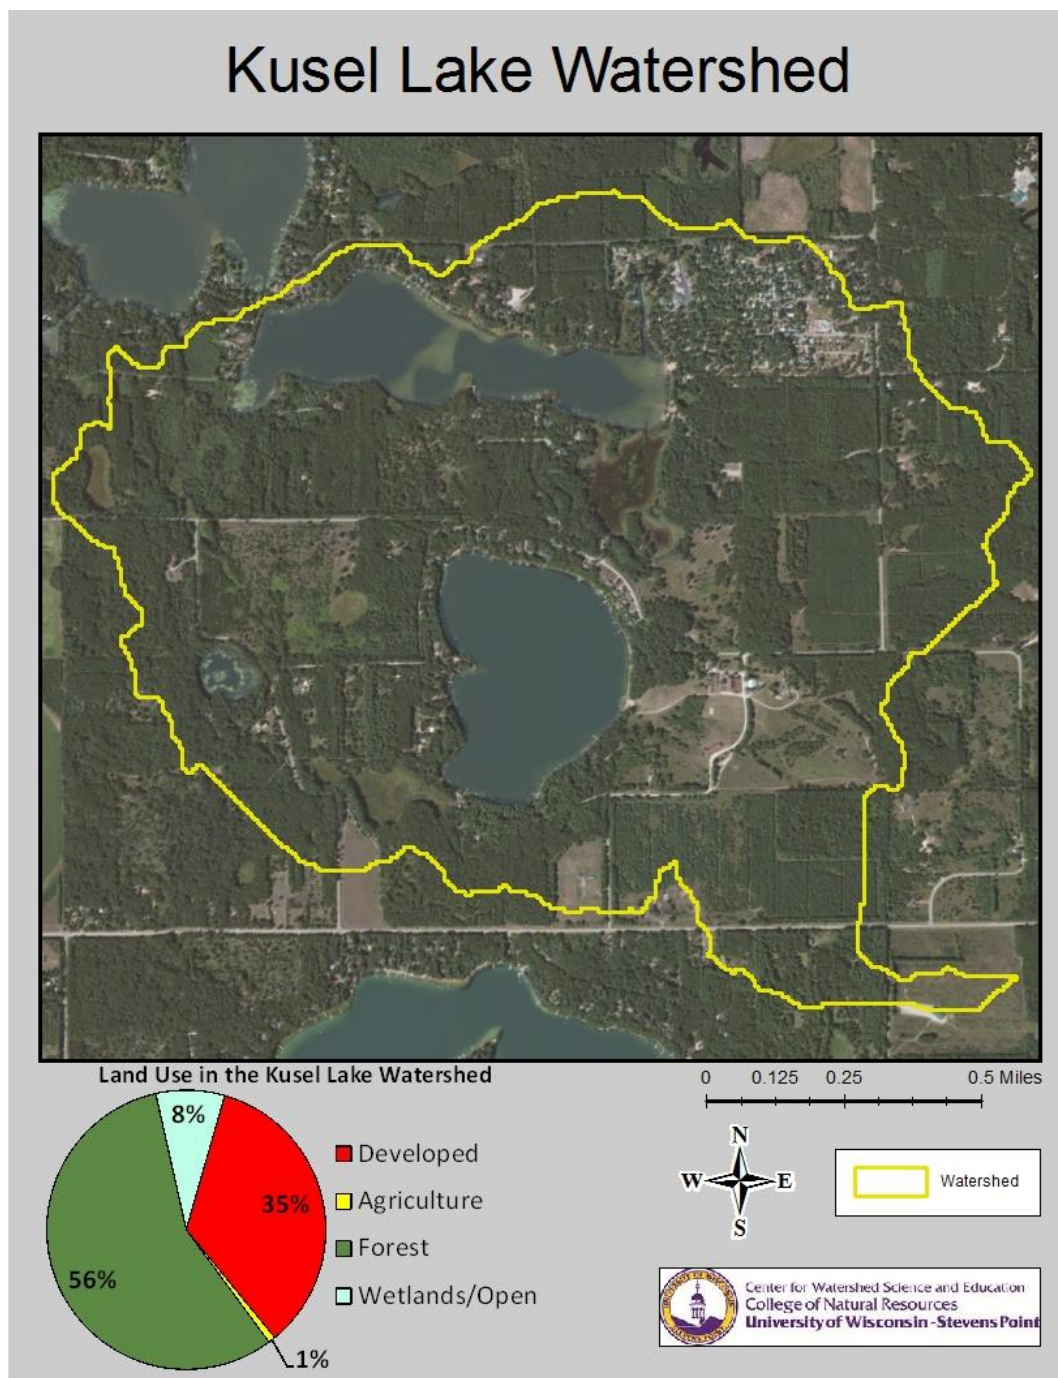 Kusel Lake Watershed
Land Use in the Kusel Lake Watershed
8%
35%
56%
1%
Developed
Agriculture
Forest
Wetlands/Open
0 0.125 0.25 0.5 Miles
N
W E
S
Watershed
Center for Watershed Science and Education
College of Natural Resources
University of Wisconsin - Stevens Point